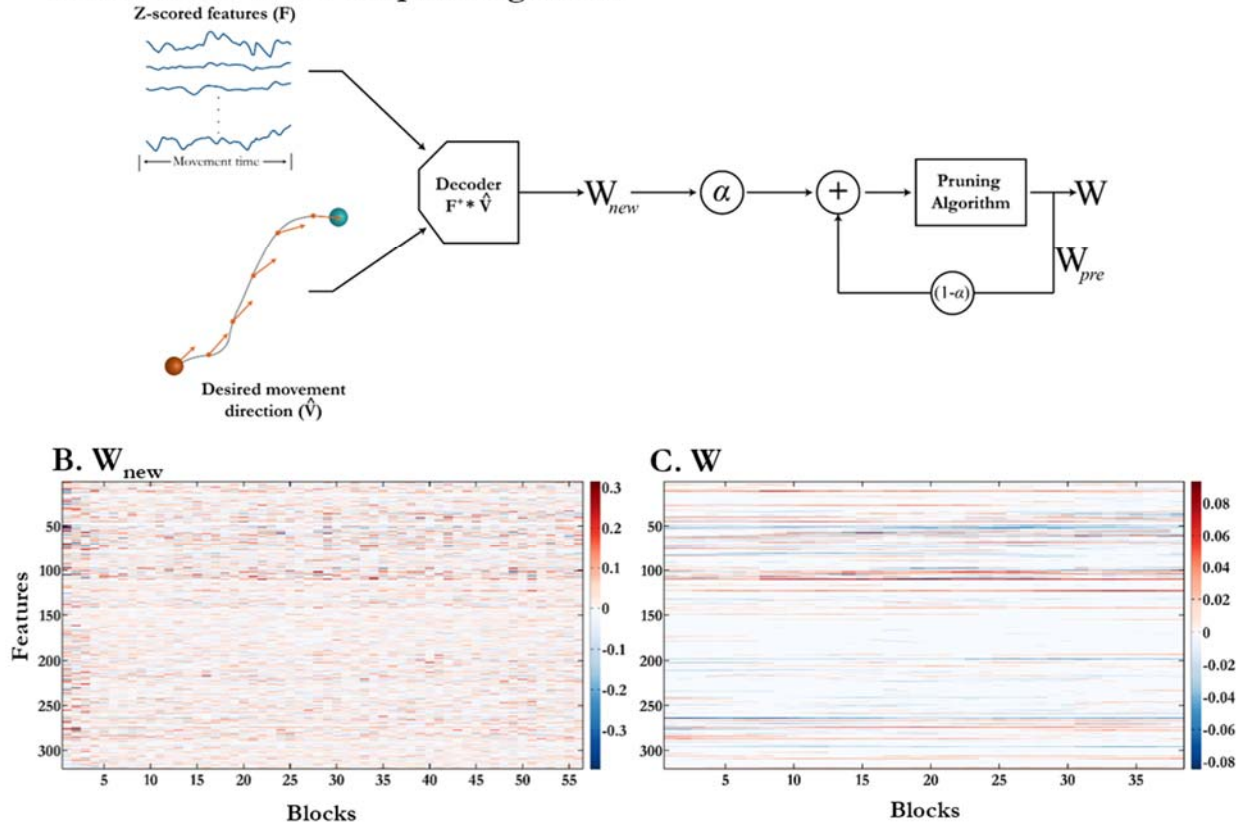 Z-scored features (F)
Movement time
Decoder
F⁺ * V̂
W_new
α
+
Pruning
Algorithm
W
W_pre
(1-α)
Desired movement
direction (V̂)
B. W_new
C. W
Features
50
100
150
200
250
300
5 10 15 20 25 30 35 40 45 50 55
Blocks
0.3
0.2
0.1
0
-0.1
-0.2
-0.3
50
100
150
200
250
300
5 10 15 20 25 30 35
Blocks
0.08
0.06
0.04
0.02
0
-0.02
-0.04
-0.06
-0.08